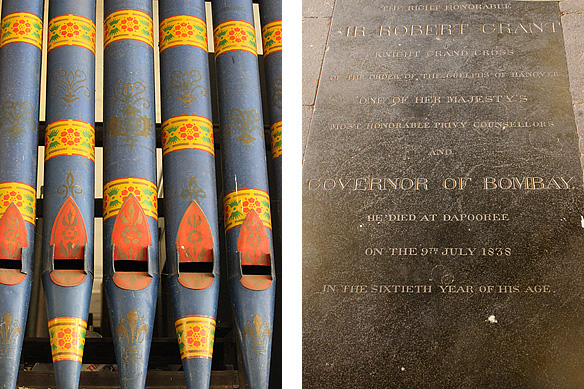 THE RIGHT HONORABLE
SIR ROBERT GRANT
KNIGHT GRAND CROSS
OF THE ORDER OF THE GUELPHS OF HANOVER
ONE OF HER MAJESTY'S
MOST HONORABLE PRIVY COUNSELLORS
AND
GOVERNOR OF BOMBAY.
HE DIED AT DAPOOREE
ON THE 9TH JULY 1838
IN THE SIXTIETH YEAR OF HIS AGE.